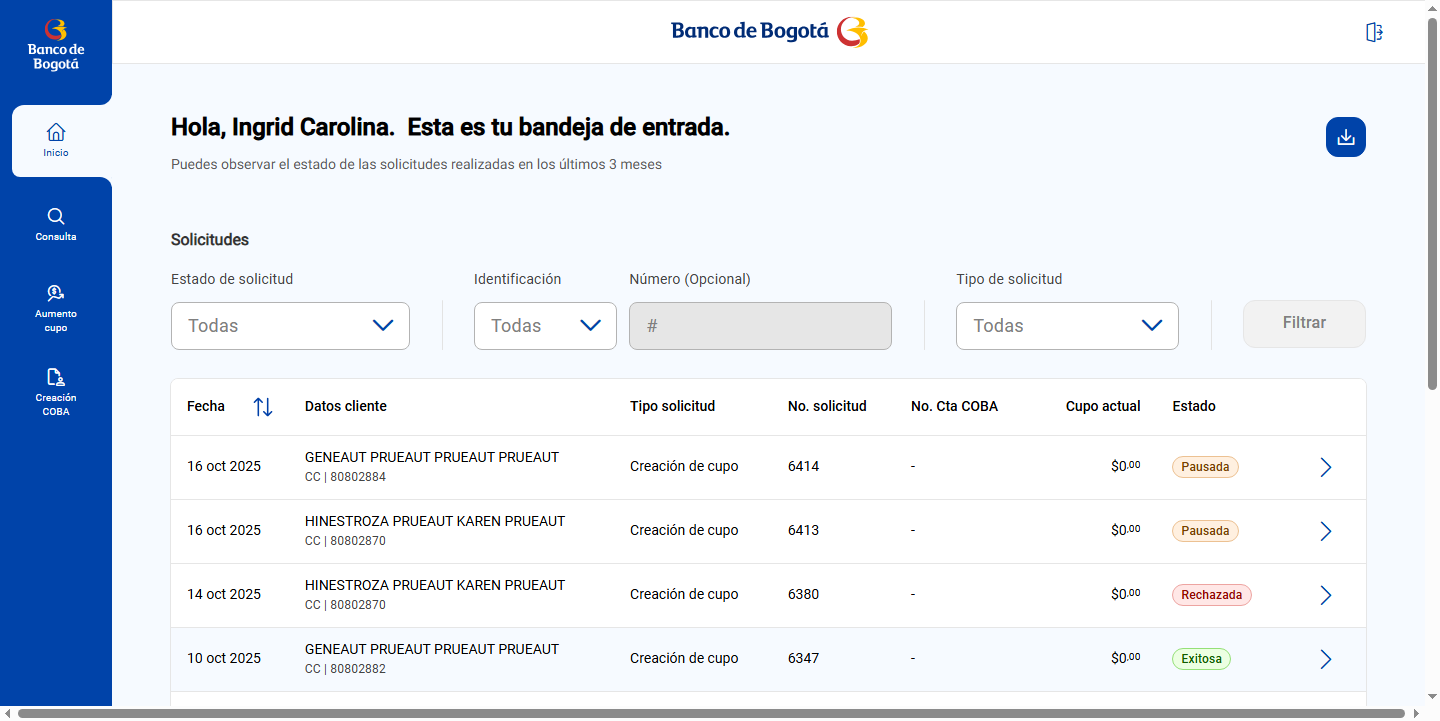 Banco de
Bogotá
Banco de Bogotá
Inicio
Consulta
Aumento
cupo
Creación
COBA
Hola, Ingrid Carolina.  Esta es tu bandeja de entrada.
Puedes observar el estado de las solicitudes realizadas en los últimos 3 meses
Solicitudes
Estado de solicitud Identificación Número (Opcional) Tipo de solicitud
Todas Todas # Todas Filtrar
Fecha Datos cliente Tipo solicitud No. solicitud No. Cta COBA Cupo actual Estado
16 oct 2025 GENEAUT PRUEAUT PRUEAUT PRUEAUT Creación de cupo 6414 - $0.00 Pausada
CC | 80802884
16 oct 2025 HINESTROZA PRUEAUT KAREN PRUEAUT Creación de cupo 6413 - $0.00 Pausada
CC | 80802870
14 oct 2025 HINESTROZA PRUEAUT KAREN PRUEAUT Creación de cupo 6380 - $0.00 Rechazada
CC | 80802870
10 oct 2025 GENEAUT PRUEAUT PRUEAUT PRUEAUT Creación de cupo 6347 - $0.00 Exitosa
CC | 80802882